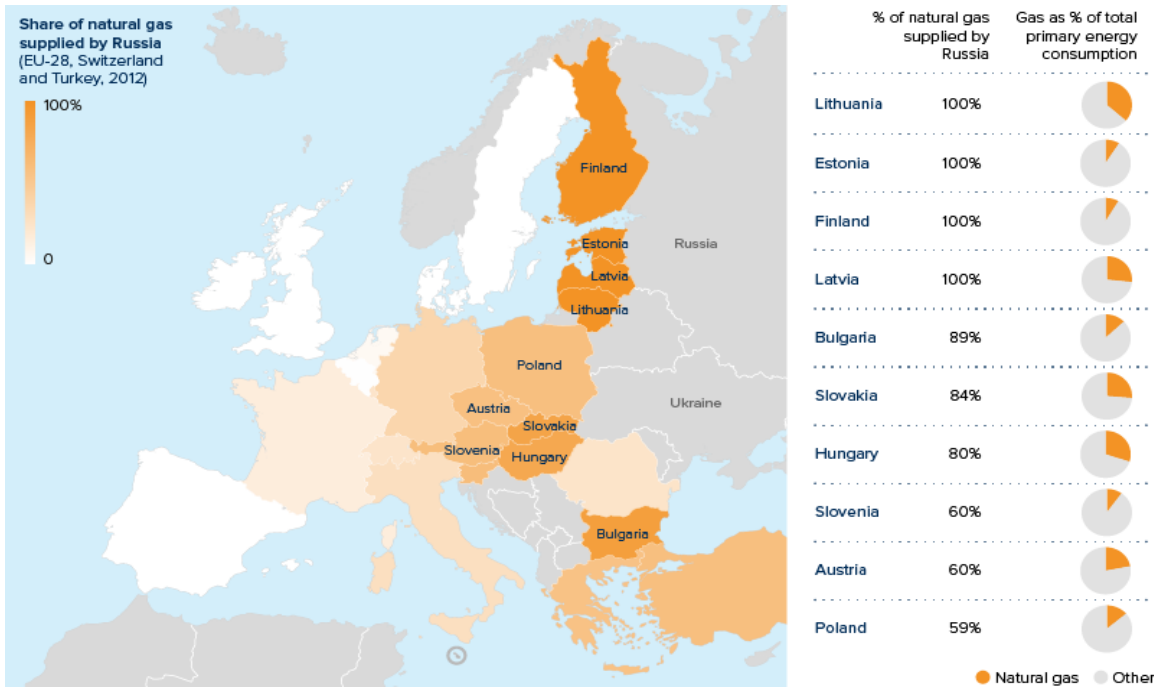 Share of natural gas
supplied by Russia
(EU-28, Switzerland
and Turkey, 2012)
100%
0
Finland
Estonia
Latvia
Lithuania
Russia
Poland
Ukraine
Austria
Slovakia
Slovenia
Hungary
Bulgaria
% of natural gas
supplied by
Russia
Gas as % of total
primary energy
consumption
Lithuania 100%
Estonia 100%
Finland 100%
Latvia 100%
Bulgaria 89%
Slovakia 84%
Hungary 80%
Slovenia 60%
Austria 60%
Poland 59%
Natural gas Other